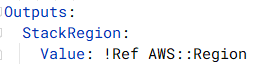 Outputs:
  StackRegion:
    Value: !Ref AWS::Region